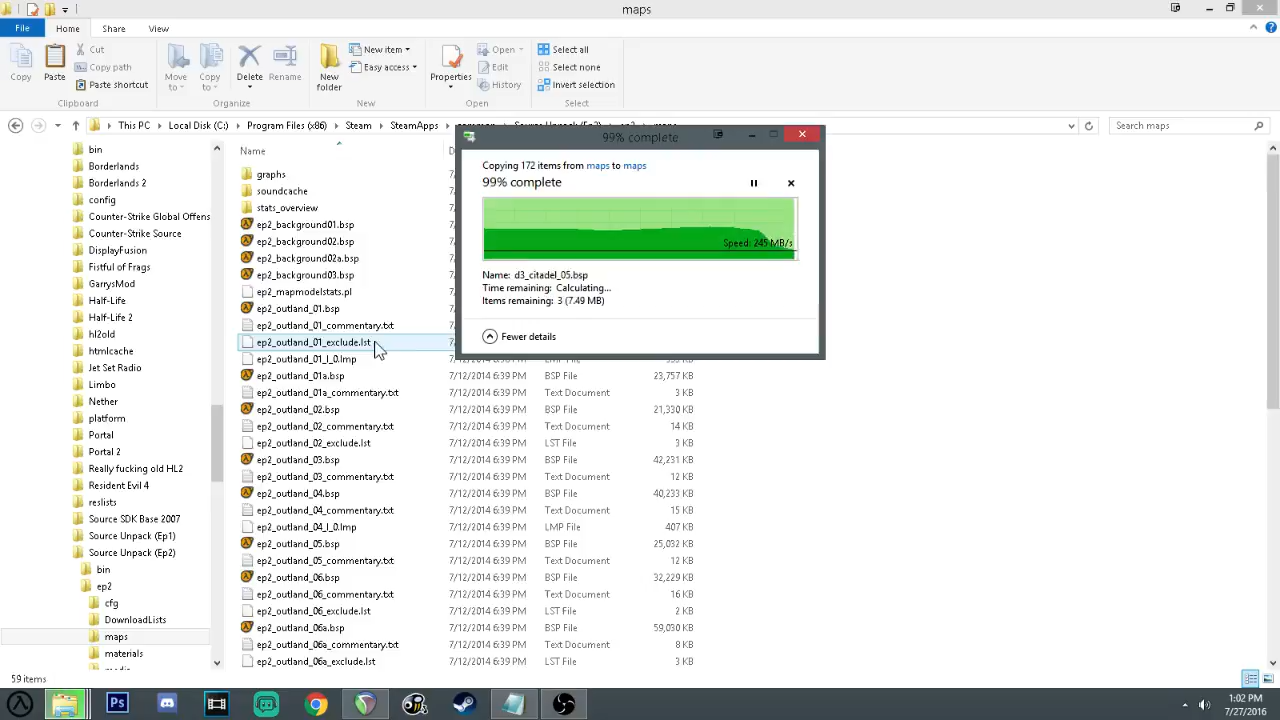 maps
File
Home
Share
View
Copy
Paste
Cut
Copy path
Paste shortcut
Clipboard
Move
to
Copy
to
Delete
Rename
Organize
New
folder
New item
Easy access
New
Properties
Open
Edit
History
Open
Select all
Select none
Invert selection
Select
This PC
Local Disk (C:)
Program Files (x86)
Steam
SteamApps
Search maps
bin
Borderlands
Borderlands 2
config
Counter-Strike Global Offens
Counter-Strike Source
DisplayFusion
Fistful of Frags
GarrysMod
Half-Life
Half-Life 2
hl2old
htmlcache
Jet Set Radio
Limbo
Nether
platform
Portal
Portal 2
Really fucking old HL2
Resident Evil 4
reslists
Source SDK Base 2007
Source Unpack (Ep1)
Source Unpack (Ep2)
bin
ep2
cfg
DownloadLists
maps
materials
Name
graphs
soundcache
stats_overview
ep2_background01.bsp
ep2_background02.bsp
ep2_background02a.bsp
ep2_background03.bsp
ep2_mapmodelstats.pl
ep2_outland_01.bsp
ep2_outland_01_commentary.txt
ep2_outland_01_exclude.lst
ep2_outland_01_l_0.lmp
ep2_outland_01a.bsp 7/12/2014 6:39 PM BSP File 23,757 KB
ep2_outland_01a_commentary.txt 7/12/2014 6:39 PM Text Document 3 KB
ep2_outland_02.bsp 7/12/2014 6:39 PM BSP File 21,330 KB
ep2_outland_02_commentary.txt 7/12/2014 6:39 PM Text Document 14 KB
ep2_outland_02_exclude.lst 7/12/2014 6:39 PM LST File 3 KB
ep2_outland_03.bsp 7/12/2014 6:39 PM BSP File 42,231 KB
ep2_outland_03_commentary.txt 7/12/2014 6:39 PM Text Document 12 KB
ep2_outland_04.bsp 7/12/2014 6:39 PM BSP File 40,233 KB
ep2_outland_04_commentary.txt 7/12/2014 6:39 PM Text Document 15 KB
ep2_outland_04_l_0.lmp 7/12/2014 6:39 PM LMP File 407 KB
ep2_outland_05.bsp 7/12/2014 6:39 PM BSP File 25,032 KB
ep2_outland_05_commentary.txt 7/12/2014 6:39 PM Text Document 12 KB
ep2_outland_06.bsp 7/12/2014 6:39 PM BSP File 32,229 KB
ep2_outland_06_commentary.txt 7/12/2014 6:39 PM Text Document 16 KB
ep2_outland_06_exclude.lst 7/12/2014 6:39 PM LST File 2 KB
ep2_outland_06a.bsp 7/12/2014 6:39 PM BSP File 59,030 KB
ep2_outland_06a_commentary.txt 7/12/2014 6:39 PM Text Document 8 KB
ep2_outland_06a_exclude.lst 7/12/2014 6:39 PM LST File 3 KB
99% complete
Copying 172 items from maps to maps
99% complete
Speed: 245 MB/s
Name: d3_citadel_05.bsp
Time remaining: Calculating...
Items remaining: 3 (7.49 MB)
Fewer details
59 items
Ps
1:02 PM
7/27/2016